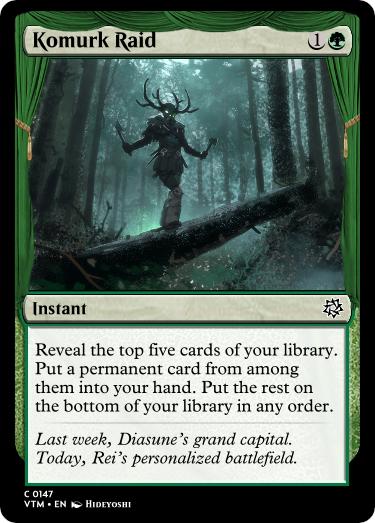 Komurk Raid 1
Instant
Reveal the top five cards of your library.
Put a permanent card from among
them into your hand. Put the rest on
the bottom of your library in any order.
Last week, Diasune's grand capital.
Today, Rei's personalized battlefield.
C 0147
VTM • EN Hideyoshi